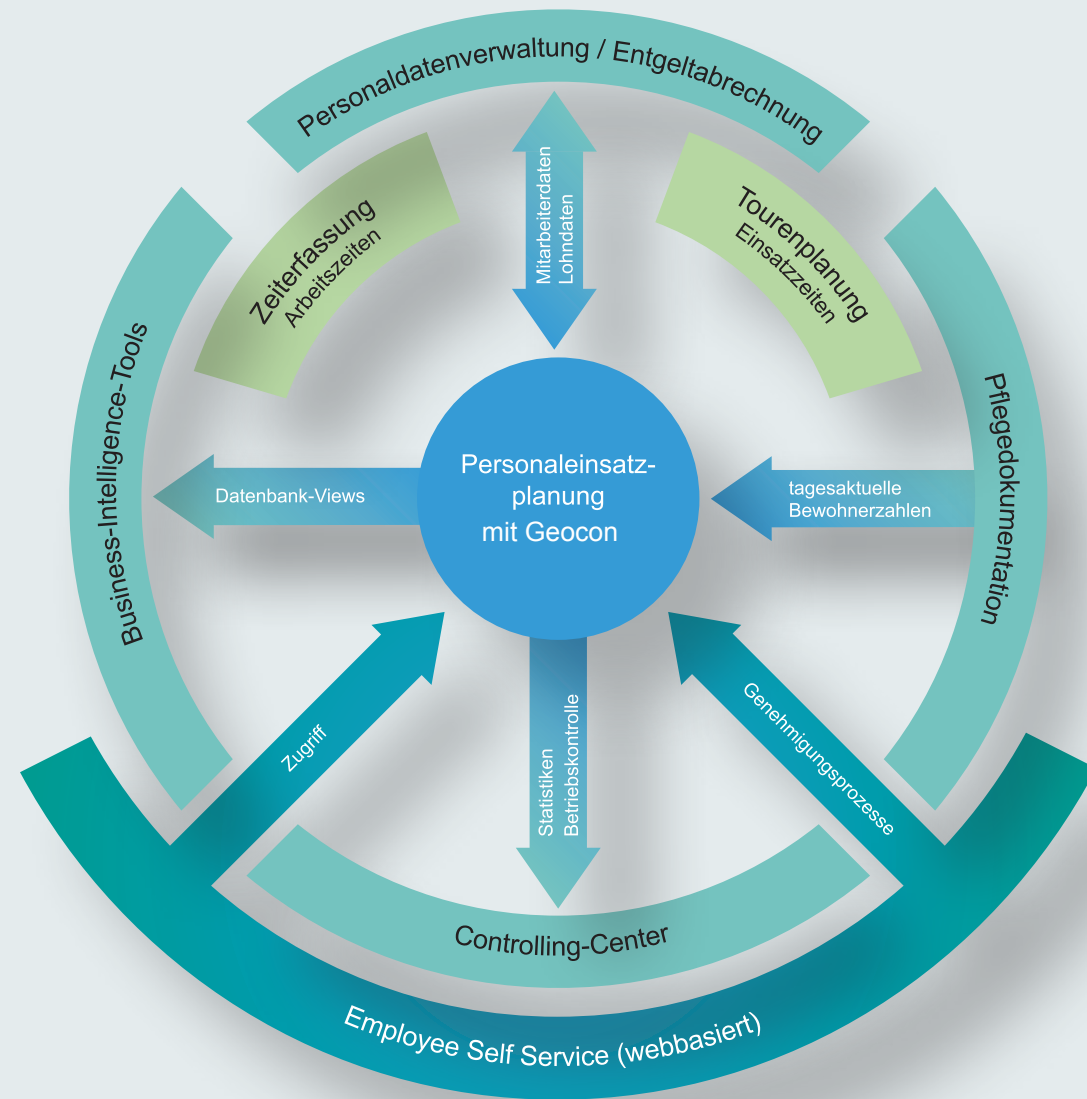 Personaldatenverwaltung / Entgeltabrechnung
Zeiterfassung
Arbeitszeiten
Mitarbeiterdaten
Lohndaten
Tourenplanung
Einsatzzeiten
Business-Intelligence-Tools
Datenbank-Views
Personaleinsatz-
planung
mit Geocon
tagesaktuelle
Bewohnerzahlen
Pflegedokumentation
Zugriff
Statistiken
Betriebskontrolle
Genehmigungsprozesse
Controlling-Center
Employee Self Service (webbasiert)